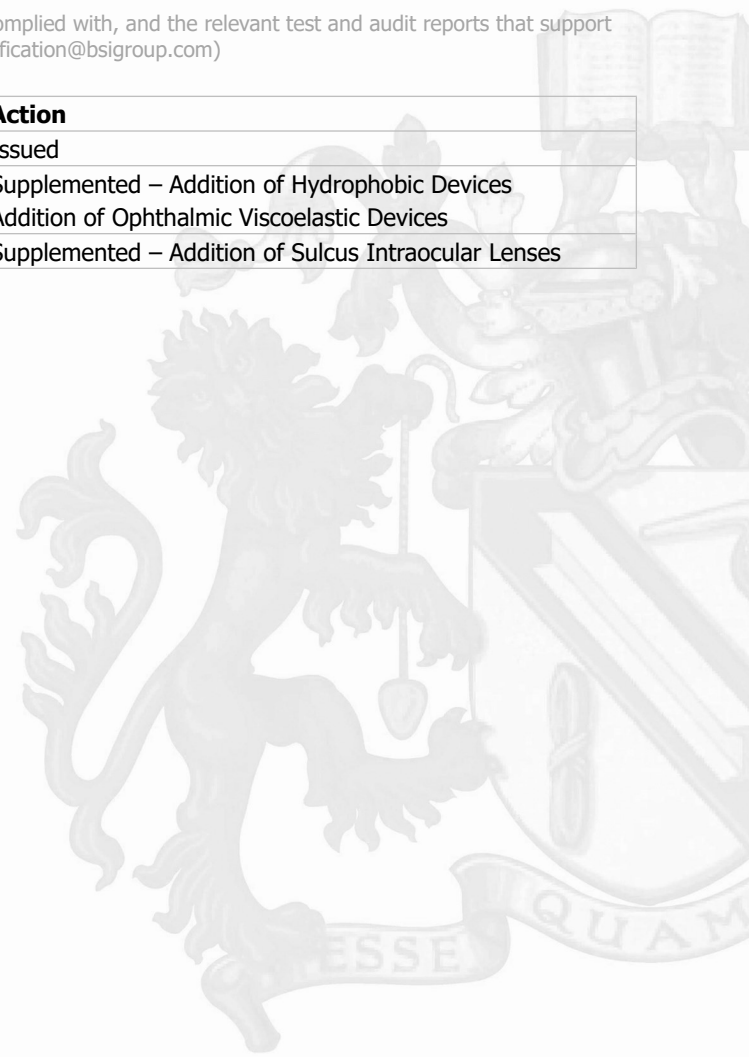 omplied with, and the relevant test and audit reports that support
fication@bsigroup.com)
Action
Issued
Supplemented – Addition of Hydrophobic Devices
Addition of Ophthalmic Viscoelastic Devices
Supplemented – Addition of Sulcus Intraocular Lenses
ESSE QUAM